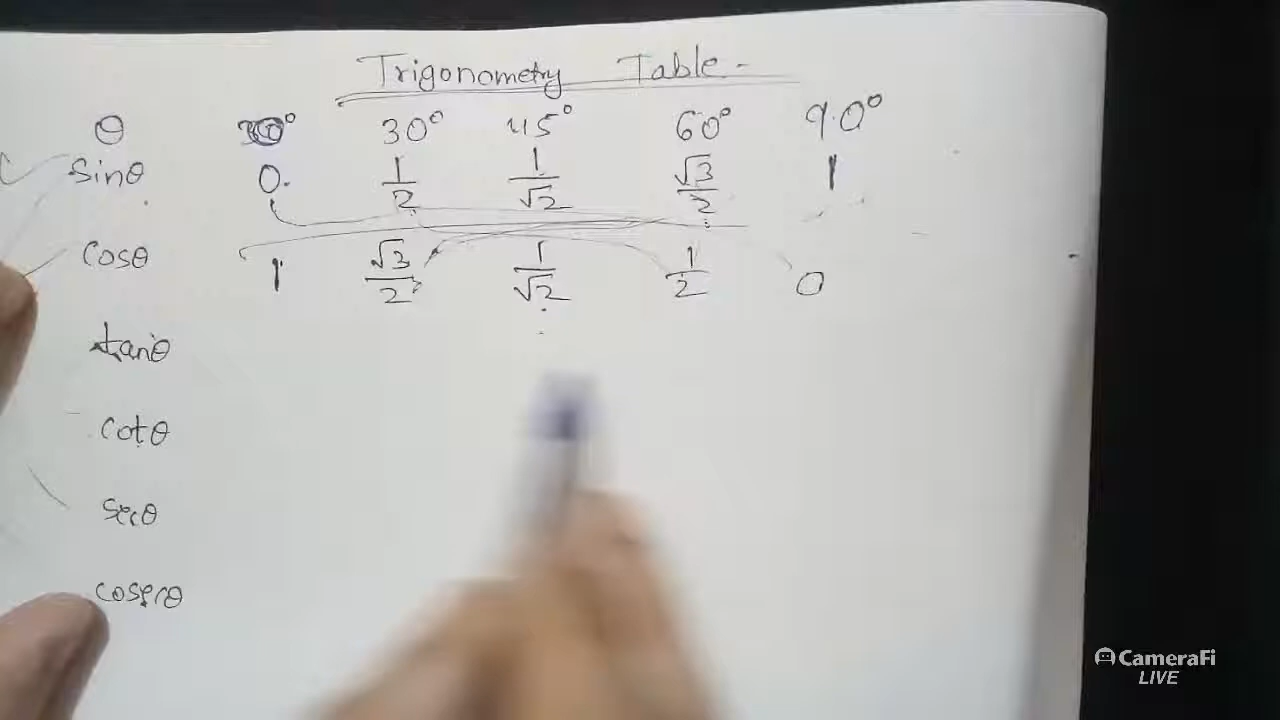 Trigonometry Table -
θ 0° 30° 45° 60° 90°
sinθ 0 1/2 1/√2 √3/2 1
cosθ 1 √3/2 1/√2 1/2 0
tanθ
cotθ
secθ
cosecθ
CameraFi
LIVE